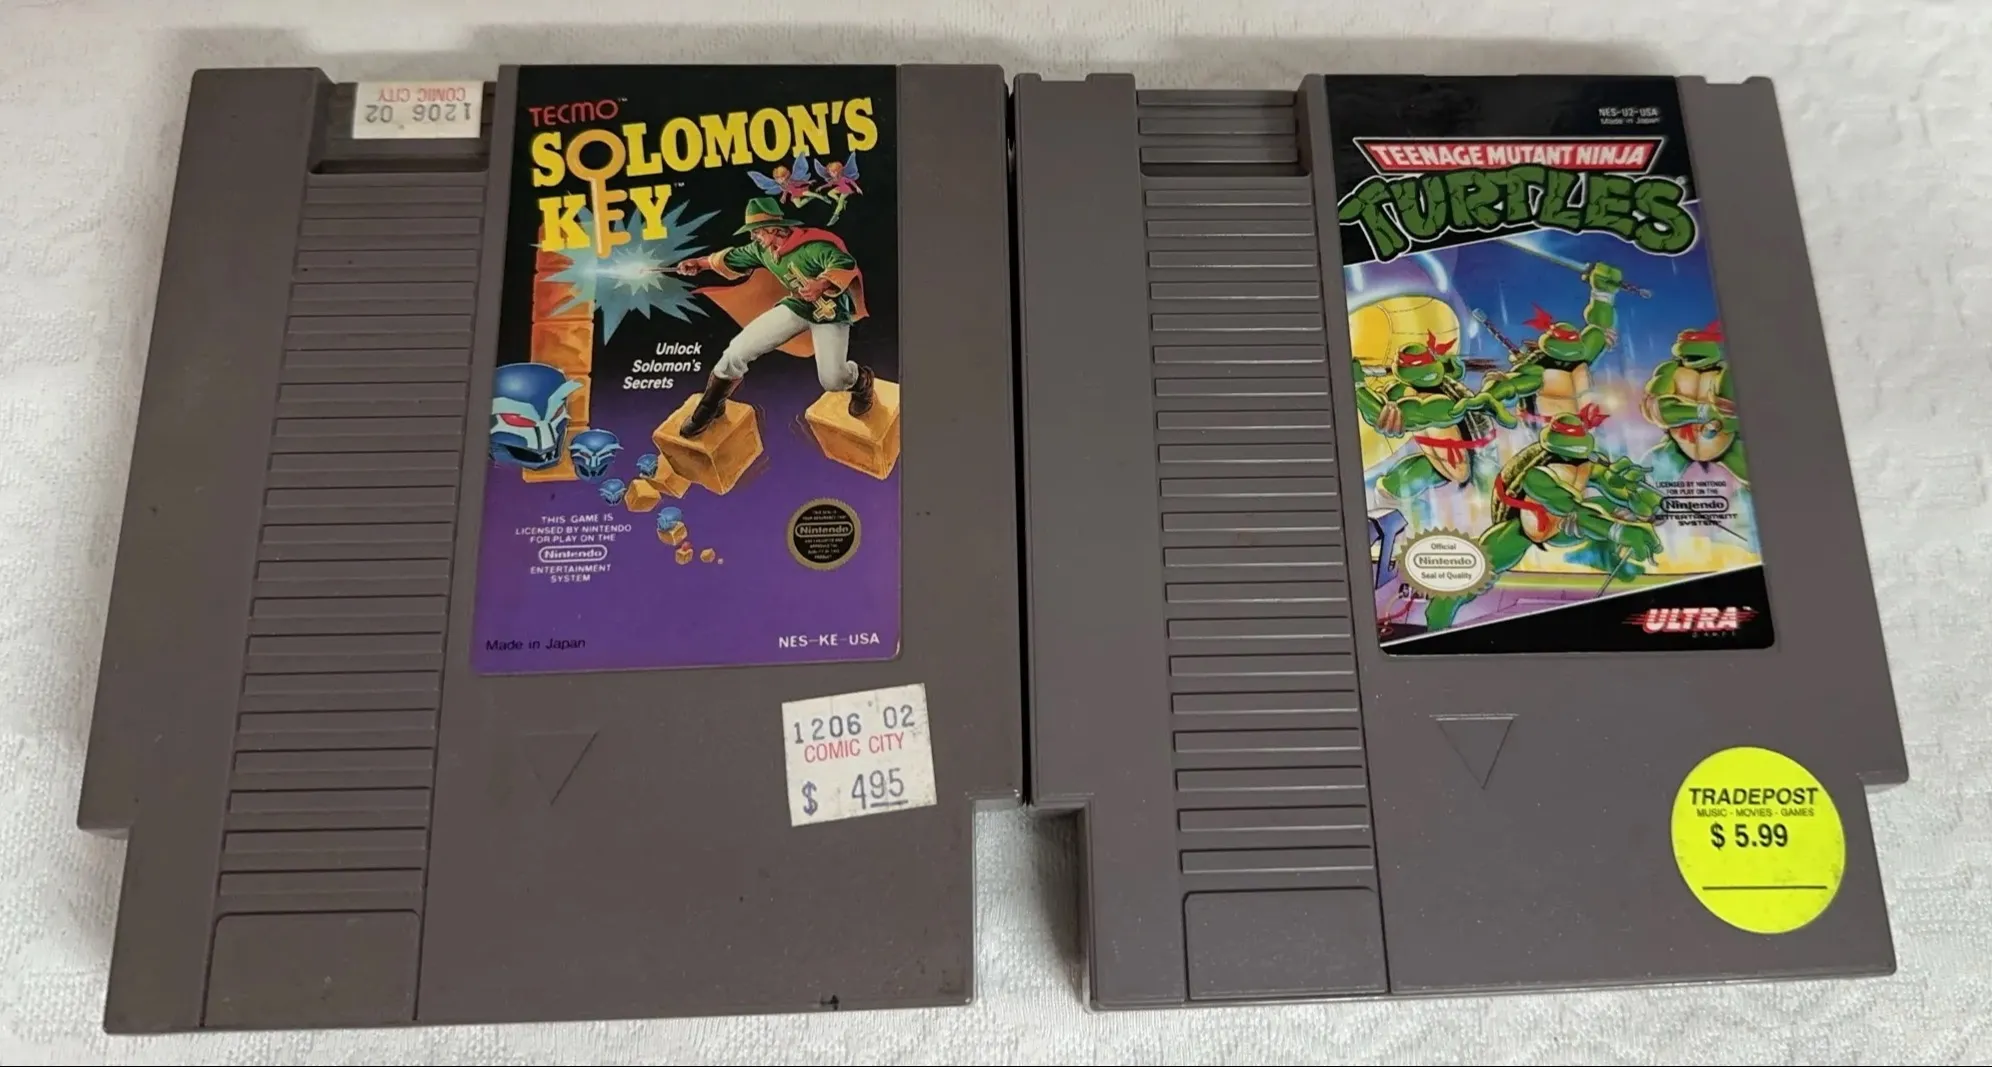 COMIC CITY
1206 02
TECMO™
SOLOMON'S
KEY™
Unlock
Solomon's
Secrets
THIS GAME IS
LICENSED BY NINTENDO
FOR PLAY ON THE
Nintendo
ENTERTAINMENT
SYSTEM
Nintendo
Made in Japan
NES-KE-USA
1206 02
COMIC CITY
$ 495
NES-U2-USA
Made in Japan
TEENAGE MUTANT NINJA
TURTLES
LICENSED BY NINTENDO
FOR PLAY ON THE
Nintendo
ENTERTAINMENT
SYSTEM
Official
Nintendo
Seal of Quality
ULTRA
GAMES
TRADEPOST
MUSIC - MOVIES - GAMES
$ 5.99